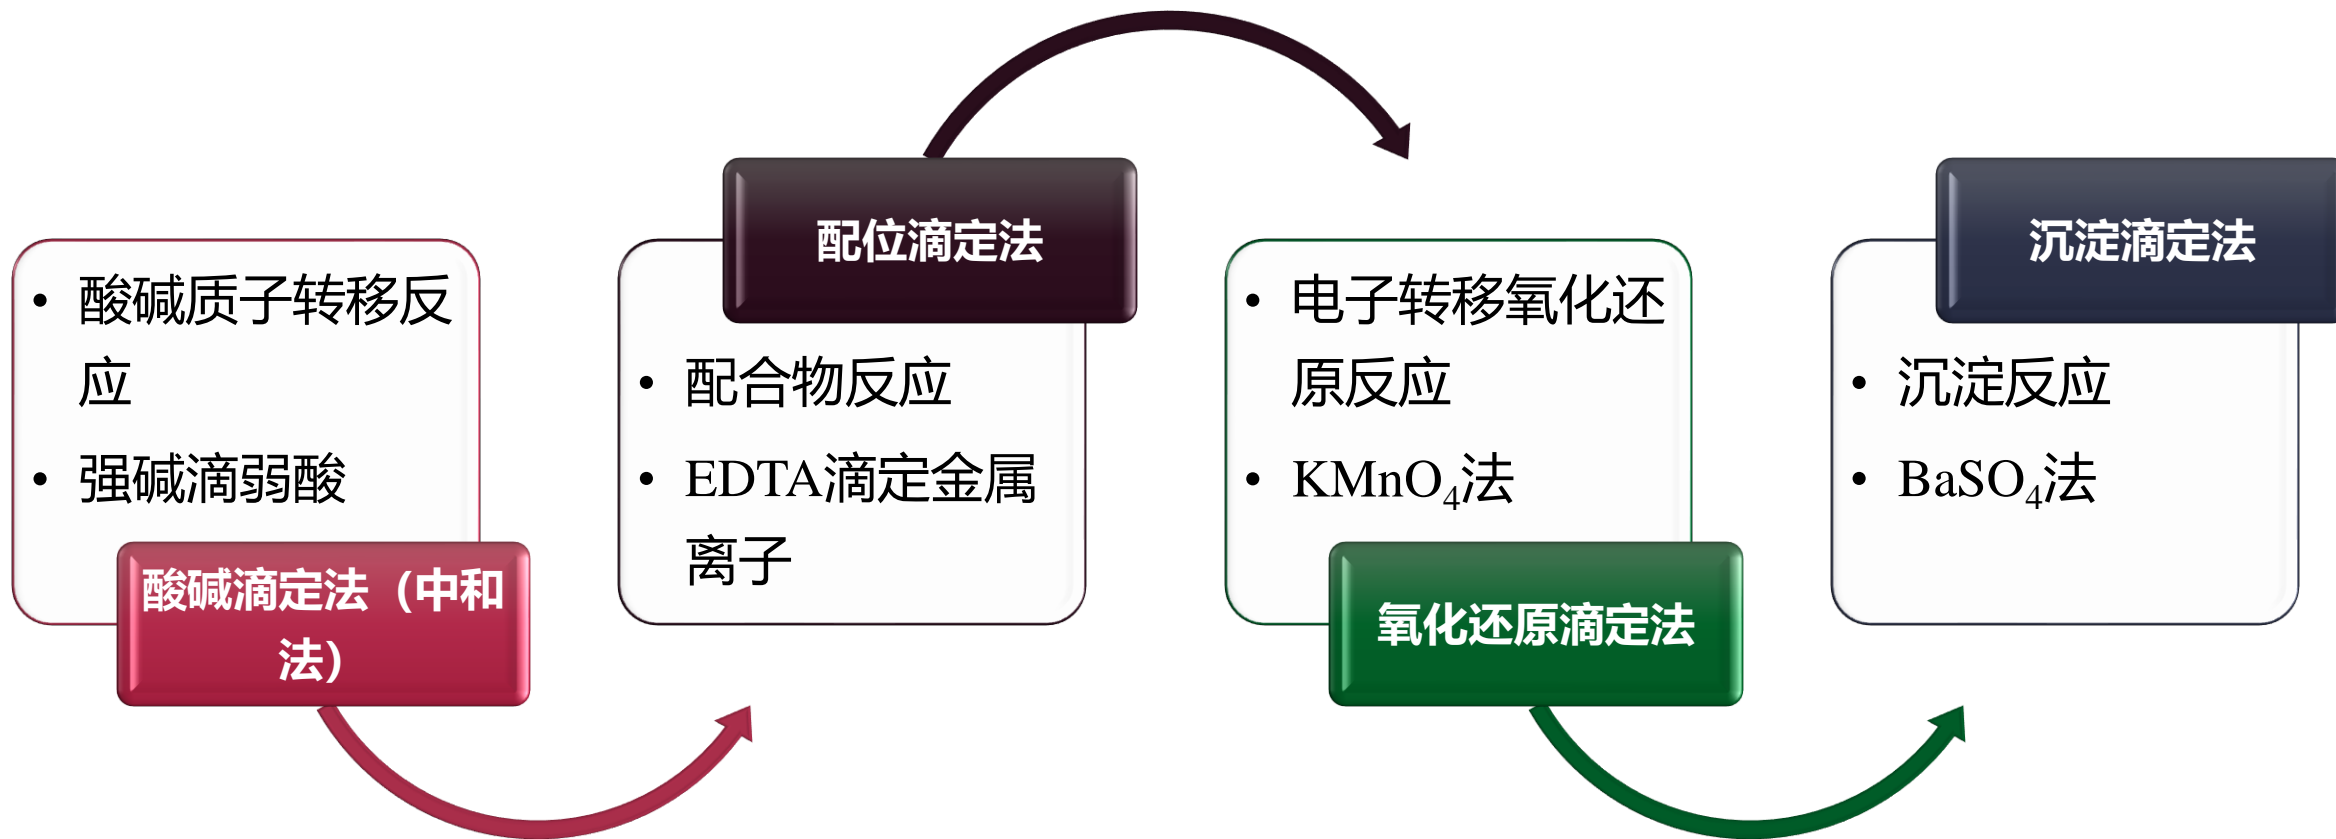 • 酸碱质子转移反
应
• 强碱滴弱酸
酸碱滴定法（中和
法）
配位滴定法
• 配合物反应
• EDTA滴定金属
离子
• 电子转移氧化还
原反应
• KMnO₄法
氧化还原滴定法
沉淀滴定法
• 沉淀反应
• BaSO₄法